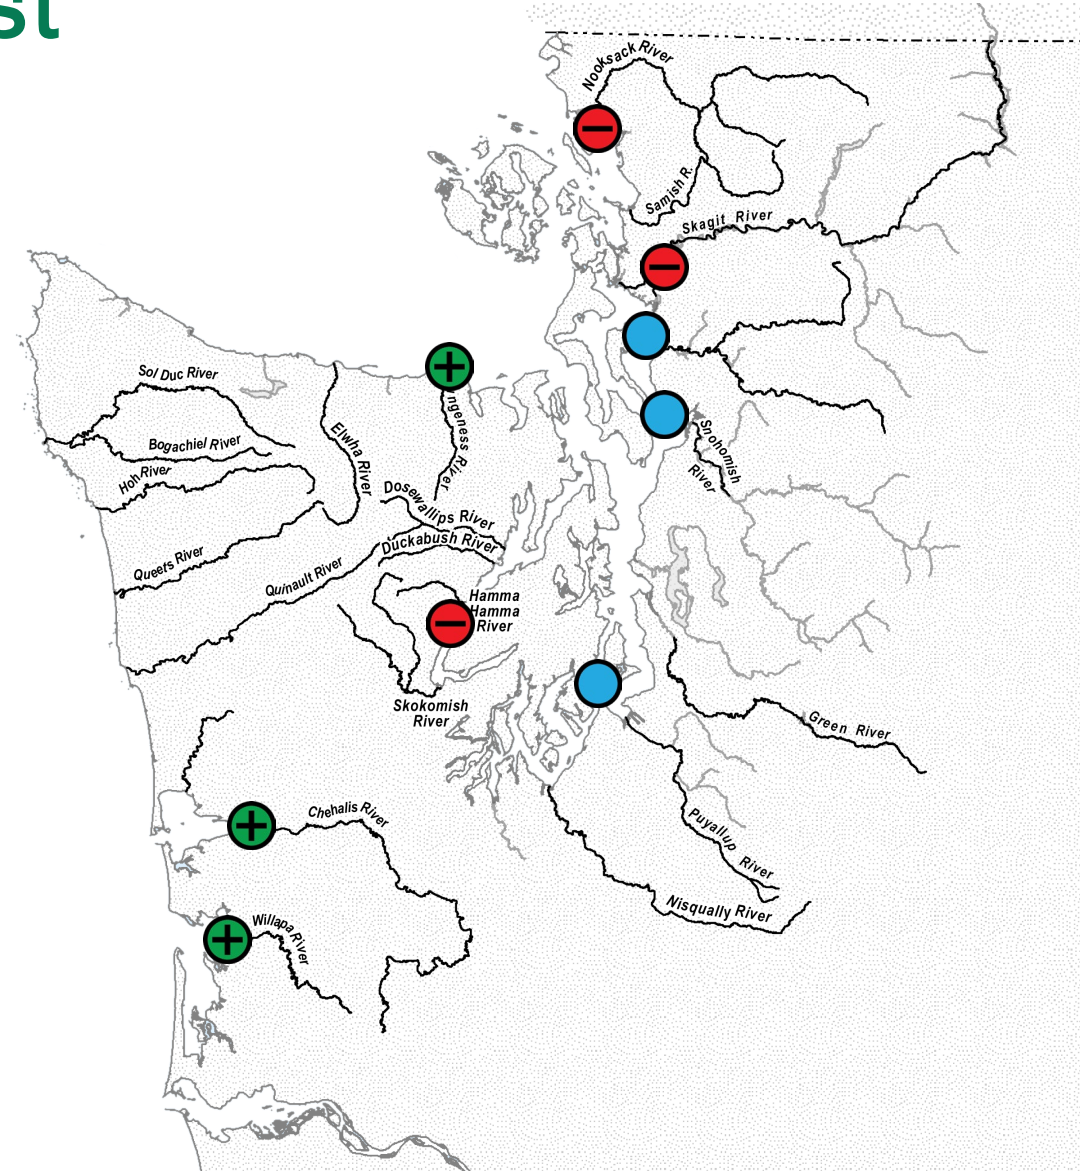 st
Nooksack River
Samish R.
Skagit River
Sol Duc River
Bogachiel River
Hoh River
Elwha River
ngeness River
Snohomish
River
Dosewallips River
Duckabush River
Queets River
Quinault River
Hamma
Hamma
River
Skokomish
River
Green River
Chehalis River
Puyallup River
Nisqually River
Willapa River